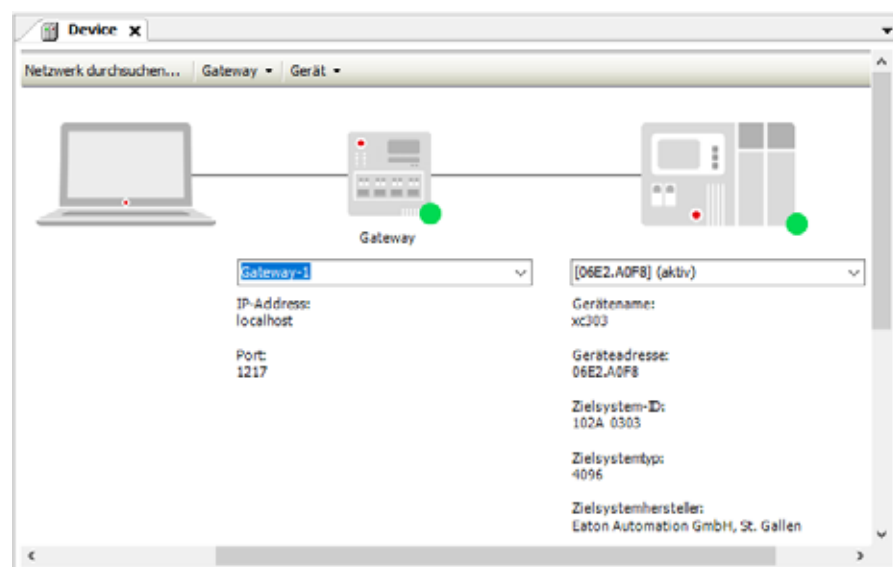 Device x
Netzwerk durchsuchen... Gateway Gerät
Gateway
Gateway-1
[06E2.A0F8] (aktiv)
IP-Address:
localhost
Port:
1217
Gerätename:
xc303
Geräteadresse:
06E2.A0F8
Zielsystem-ID:
102A 0303
Zielsystemtyp:
4096
Zielsystemhersteller:
Eaton Automation GmbH, St. Gallen